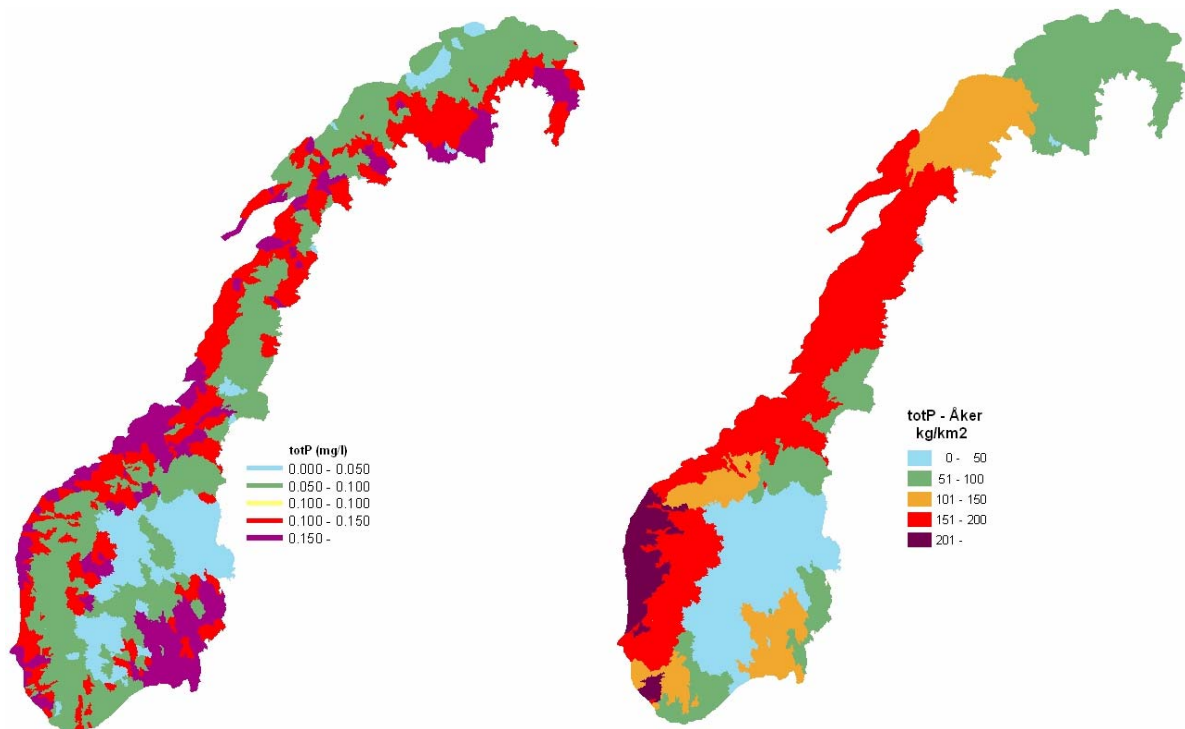 totP (mg/l)
0.000 - 0.050
0.050 - 0.100
0.100 - 0.100
0.100 - 0.150
0.150 -
totP - Åker
kg/km2
0 - 50
51 - 100
101 - 150
151 - 200
201 -